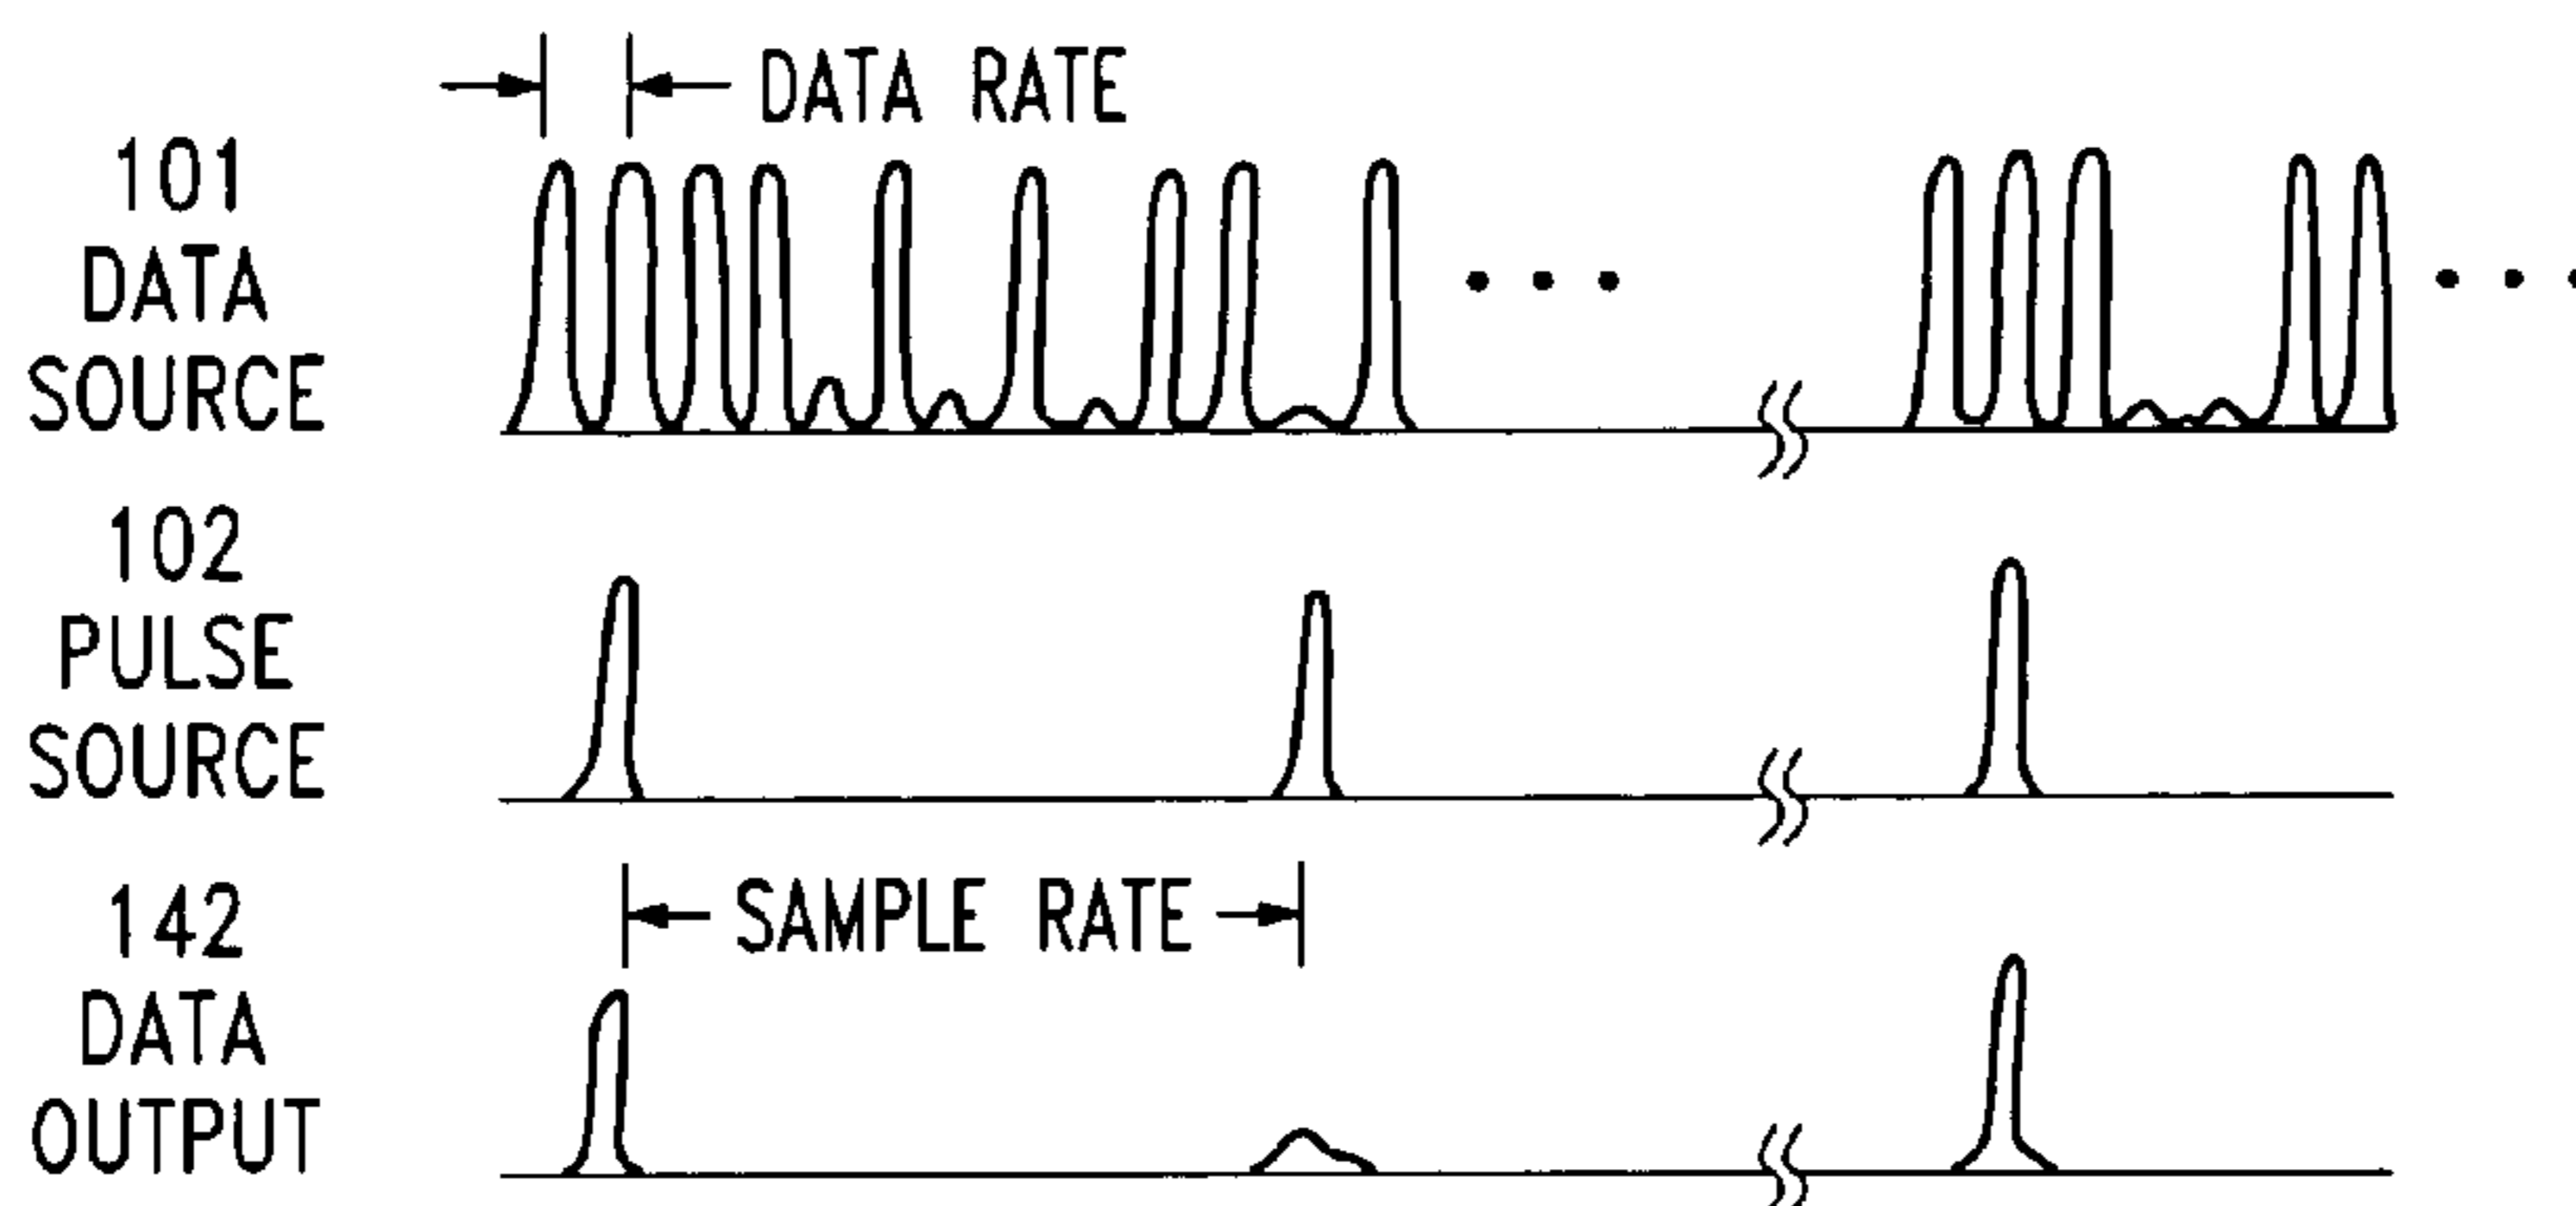 DATA RATE
101
DATA
SOURCE
102
PULSE
SOURCE
SAMPLE RATE
142
DATA
OUTPUT